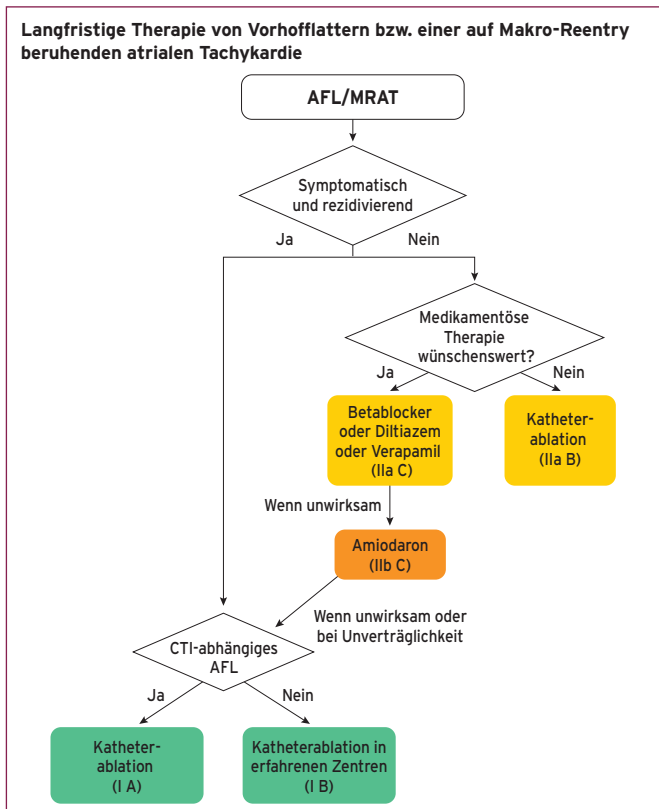 Langfristige Therapie von Vorhofflattern bzw. einer auf Makro-Reentry
beruhenden atrialen Tachykardie
AFL/MRAT
Symptomatisch
und rezidivierend
Ja
Nein
Medikamentöse
Therapie
wünschenswert?
Ja
Nein
Betablocker
oder Diltiazem
oder Verapamil
(IIa C)
Katheter-
ablation
(IIa B)
Wenn unwirksam
Amiodaron
(IIb C)
Wenn unwirksam oder
bei Unverträglichkeit
CTI-abhängiges
AFL
Ja
Nein
Katheter-
ablation
(I A)
Katheterablation in
erfahrenen Zentren
(I B)